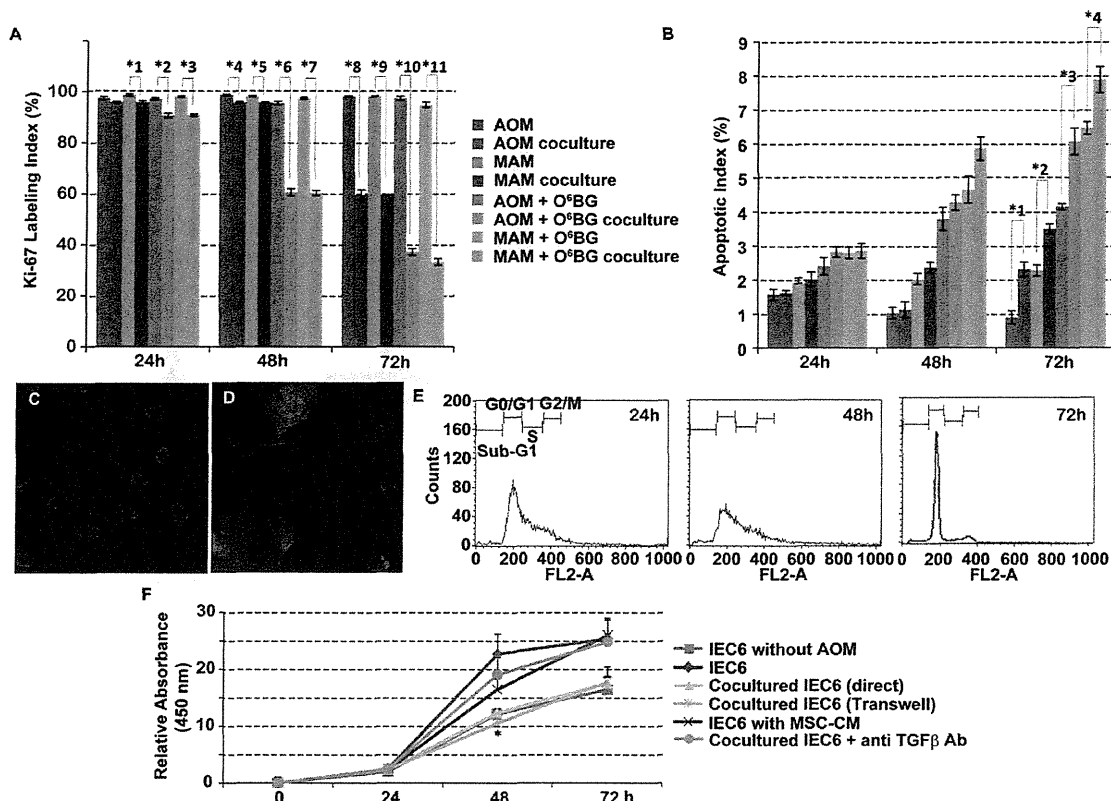 A
*1 *2 *3
*4 *5 *6 *7
*8 *9 *10 *11
Ki-67 Labeling Index (%)
100
80
60
40
60
20
0
24h 48h 72h
AOM
AOM coculture
MAM
MAM coculture
AOM + O⁶BG
AOM + O⁶BG coculture
MAM + O⁶BG
MAM + O⁶BG coculture
B
*1 *2 *3 *4
Apoptotic Index (%)
9
8
7
6
5
4
3
2
1
0
24h 48h 72h
C
D
E
Counts
200
160
120
80
40
0
G0/G1 G2/M
S
Sub-G1
24h
0 200 400 600 800 1000
FL2-A
48h
0 200 400 600 800 1000
FL2-A
72h
0 200 400 600 800 1000
FL2-A
F
Relative Absorbance
(450 nm)
30
20
10
0
*
0 24 48 72 h
IEC6 without AOM
IEC6
Cocultured IEC6 (direct)
Cocultured IEC6 (Transwell)
IEC6 with MSC-CM
Cocultured IEC6 + anti TGFβ Ab